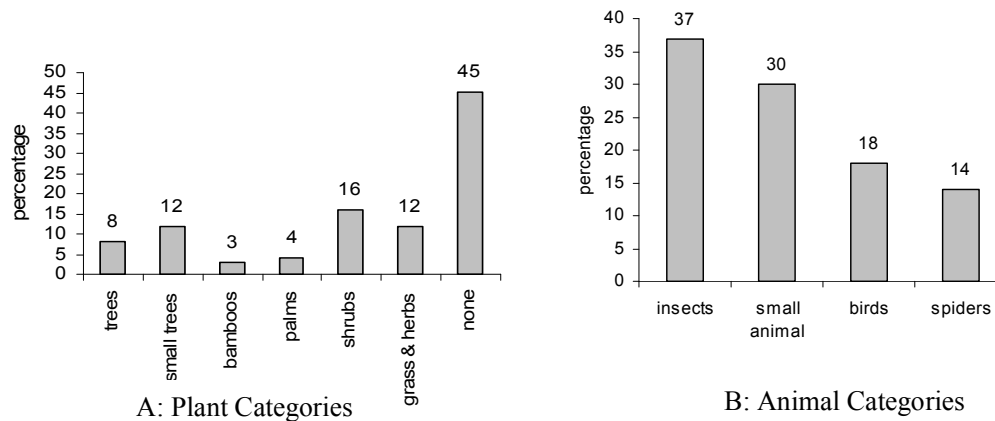 percentage
50
45
40
35
30
25
20
15
10
5
0
8
12
3
4
16
12
45
trees
small trees
bamboos
palms
shrubs
grass & herbs
none
A: Plant Categories
percentage
40
35
30
25
20
15
10
5
0
37
30
18
14
insects
small
animal
birds
spiders
B: Animal Categories